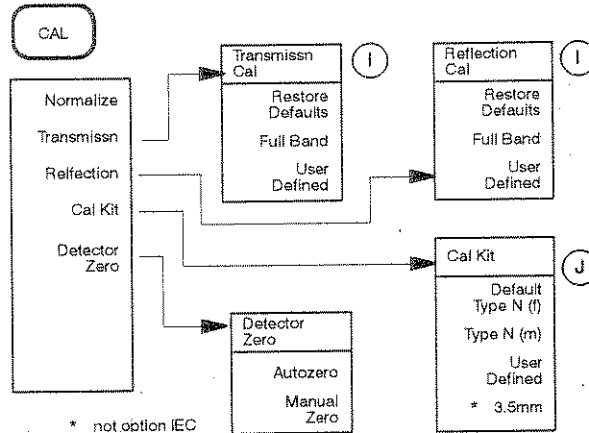 CAL
Normalize
Transmissn
Relfection
Cal Kit
Detector
Zero
Transmissn
Cal
I
Restore
Defaults
Full Band
User
Defined
Reflection
Cal
I
Restore
Defaults
Full Band
User
Defined
Cal Kit
J
Default
Type N (f)
Type N (m)
User
Defined
* 3.5mm
Detector
Zero
Autozero
Manual
Zero
* not option IEC